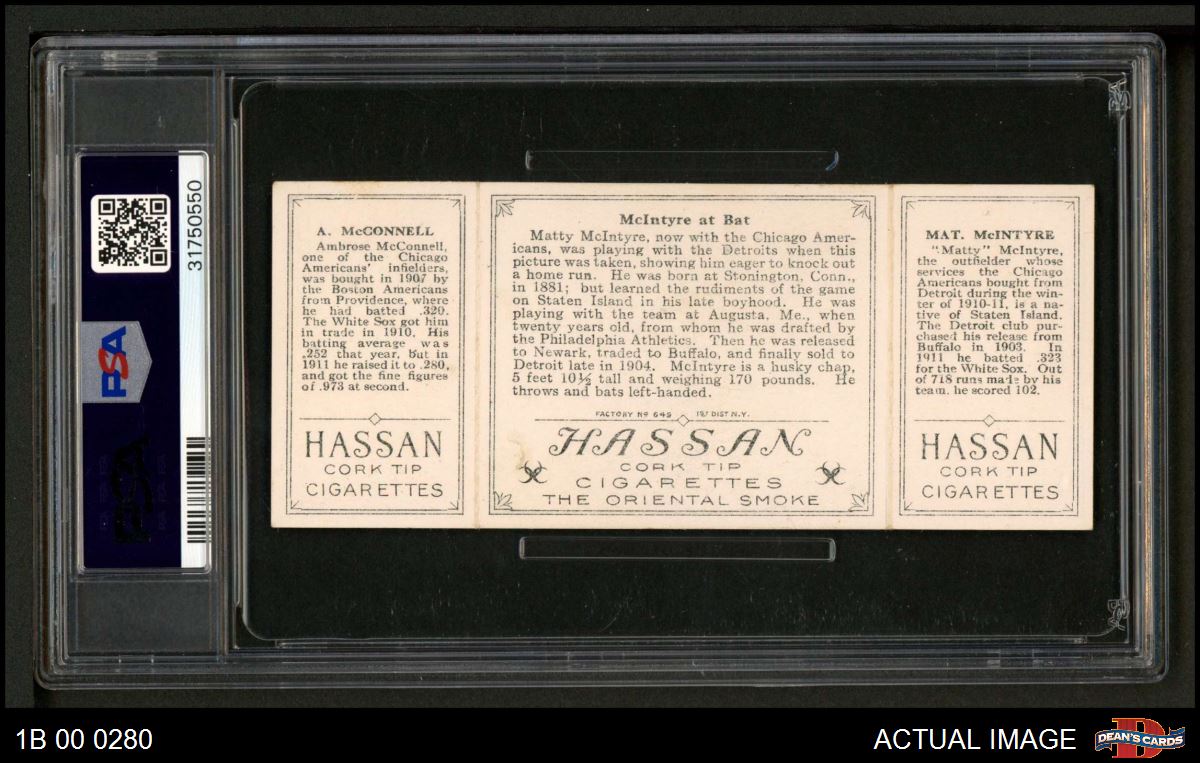 31750550
PSA
A. McCONNELL
Ambrose McConnell,
one of the Chicago
Americans' infielders,
was bought in 1907 by
the Boston Americans
from Providence, where
he had batted .320.
The White Sox got him
in trade in 1910. His
batting average was
.252 that year, but in
1911 he raised it to .280,
and got the fine figures
of .973 at second.
HASSAN
CORK TIP
CIGARETTES
McIntyre at Bat
Matty McIntyre, now with the Chicago Amer-
icans, was playing with the Detroits when this
picture was taken, showing him eager to knock out
a home run. He was born at Stonington, Conn.,
in 1881; but learned the rudiments of the game
on Staten Island in his late boyhood. He was
playing with the team at Augusta, Me., when
twenty years old, from whom he was drafted by
the Philadelphia Athletics. Then he was released
to Newark, traded to Buffalo, and finally sold to
Detroit late in 1904. McIntyre is a husky chap,
5 feet 10½ tall and weighing 170 pounds. He
throws and bats left-handed.
FACTORY Nº 649 1ST DIST N.Y.
HASSAN
CORK TIP
CIGARETTES
THE ORIENTAL SMOKE
MAT. McINTYRE
"Matty" McIntyre,
the outfielder whose
services the Chicago
Americans bought from
Detroit during the win-
ter of 1910-11, is a na-
tive of Staten Island.
The Detroit club pur-
chased his release from
Buffalo in 1903. In
1911 he batted .323
for the White Sox. Out
of 718 runs made by his
team, he scored 102.
HASSAN
CORK TIP
CIGARETTES
1B 00 0280
ACTUAL IMAGE
DEAN'S CARDS